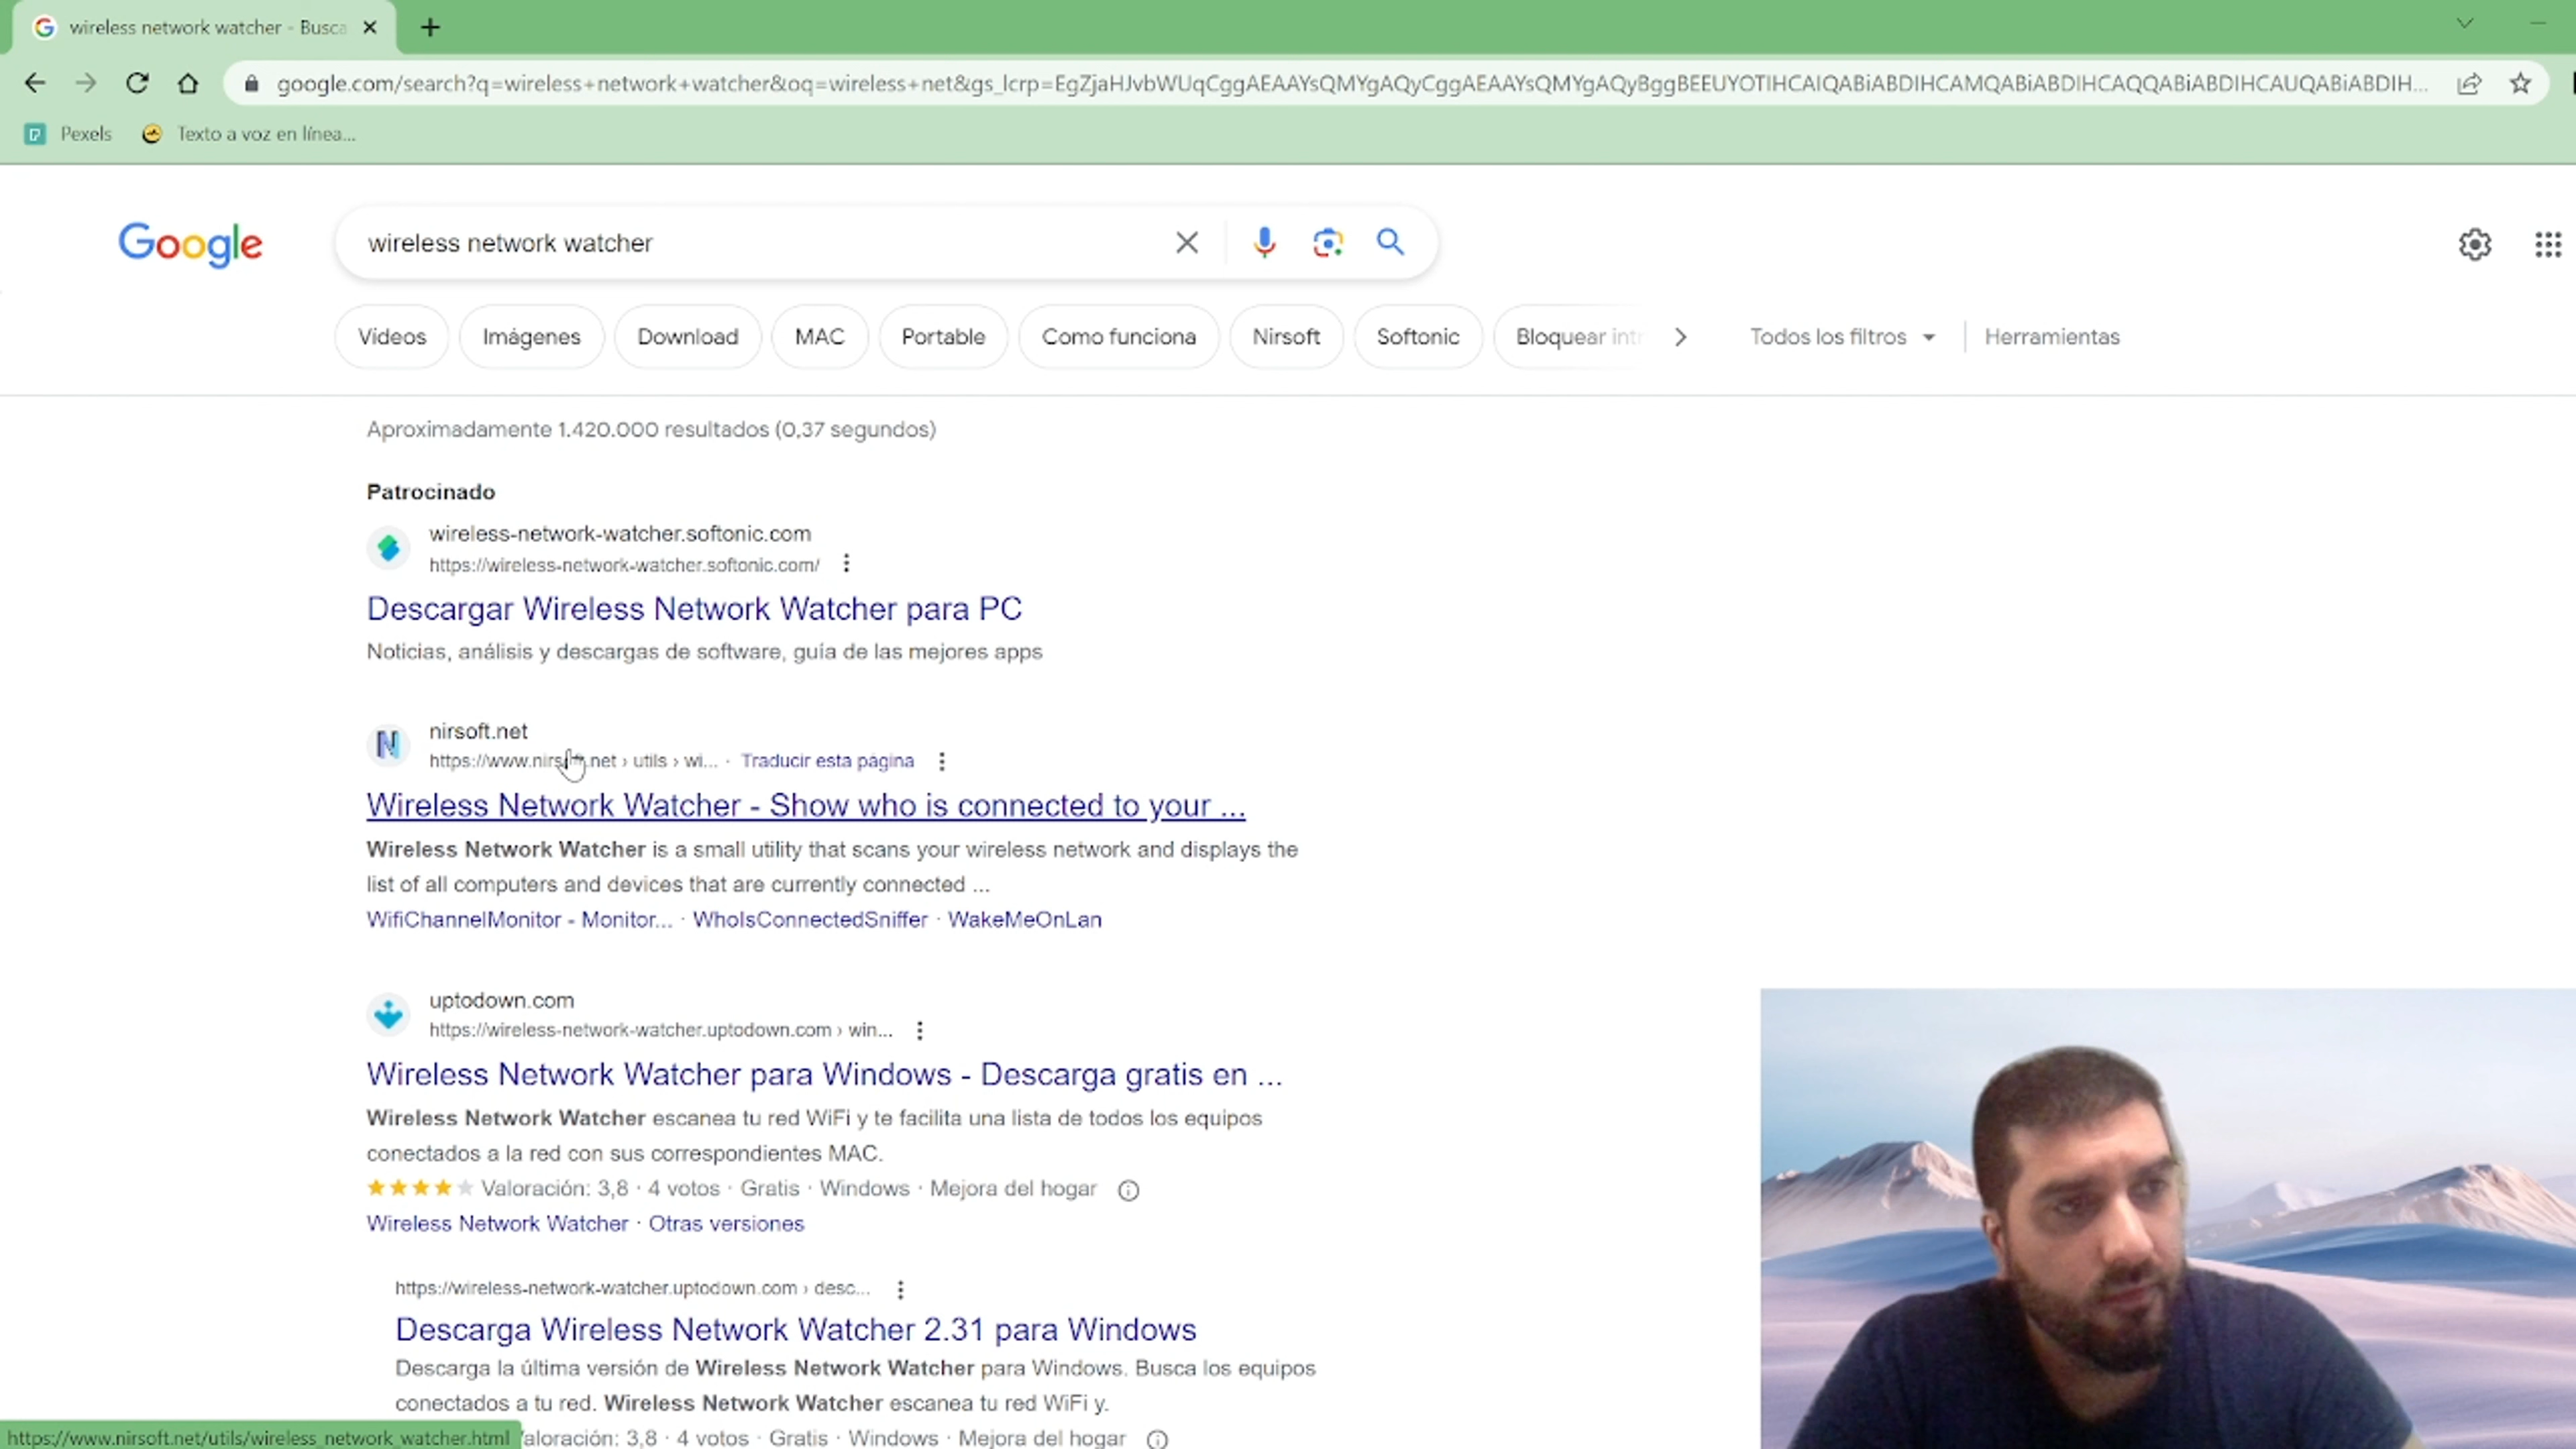 wireless network watcher - Busca
google.com/search?q=wireless+network+watcher&oq=wireless+net&gs_lcrp=EgZjaHJvbWUqCggAEAAYsQMYgAQyCggAEAAYsQMYgAQyBggBEEUYOTIHCAIQABiABDIHCAMQABiABDIHCAQQABiABDIHCAUQABiABDIH...
Pexels Texto a voz en línea...
Google wireless network watcher
Videos Imágenes Download MAC Portable Como funciona Nirsoft Softonic Bloquear intr Todos los filtros Herramientas
Aproximadamente 1.420.000 resultados (0,37 segundos)
Patrocinado
wireless-network-watcher.softonic.com
https://wireless-network-watcher.softonic.com/
Descargar Wireless Network Watcher para PC
Noticias, análisis y descargas de software, guía de las mejores apps
nirsoft.net
https://www.nirsoft.net › utils › wi... · Traducir esta página
Wireless Network Watcher - Show who is connected to your ...
Wireless Network Watcher is a small utility that scans your wireless network and displays the
list of all computers and devices that are currently connected ...
WifiChannelMonitor - Monitor... · WhoIsConnectedSniffer · WakeMeOnLan
uptodown.com
https://wireless-network-watcher.uptodown.com › win...
Wireless Network Watcher para Windows - Descarga gratis en ...
Wireless Network Watcher escanea tu red WiFi y te facilita una lista de todos los equipos
conectados a la red con sus correspondientes MAC.
Valoración: 3,8 · 4 votos · Gratis · Windows · Mejora del hogar
Wireless Network Watcher · Otras versiones
https://wireless-network-watcher.uptodown.com › desc...
Descarga Wireless Network Watcher 2.31 para Windows
Descarga la última versión de Wireless Network Watcher para Windows. Busca los equipos
conectados a tu red. Wireless Network Watcher escanea tu red WiFi y.
https://www.nirsoft.net/utils/wireless_network_watcher.html aloración: 3,8 · 4 votos · Gratis · Windows · Mejora del hogar